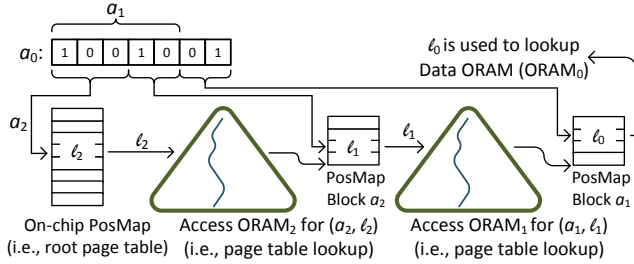 a₁
a₀: 1 0 0 1 0 0 1
ℓ₀ is used to lookup
Data ORAM (ORAM₀)
a₂
ℓ₂
ℓ₂
ℓ₁
ℓ₁
ℓ₀
PosMap
Block a₂
PosMap
Block a₁
On-chip PosMap
(i.e., root page table)
Access ORAM₂ for (a₂, ℓ₂)
(i.e., page table lookup)
Access ORAM₁ for (a₁, ℓ₁)
(i.e., page table lookup)